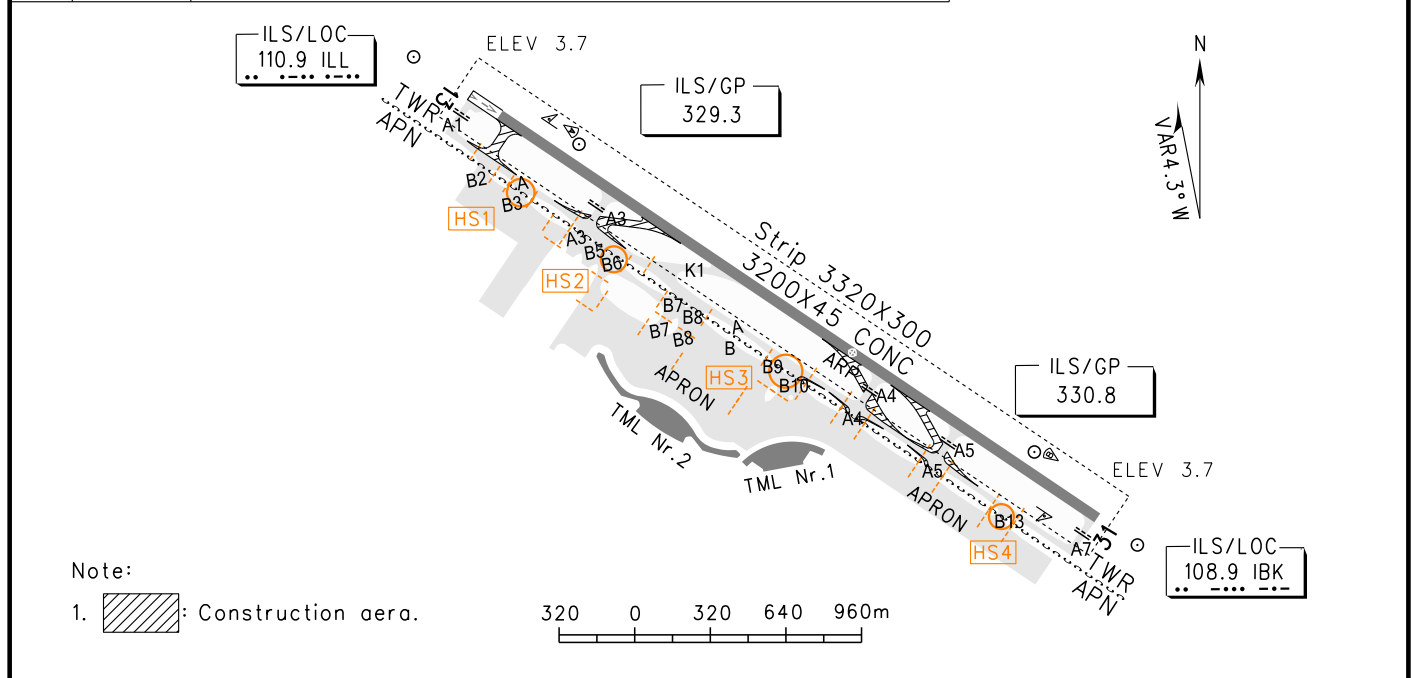 ILS/LOC
110.9 ILL
ELEV 3.7
ILS/GP
329.3
N
VAR4.3°W
13
TWR
APN
A1
B2
A
B3
HS1
A3
A3
B5
B6
HS2
K1
Strip 3320X300
3200X45 CONC
B7
B8
B7
B8
A
B
B9
B10
HS3
ARP
APRON
A4
A4
ILS/GP
330.8
TML Nr.2
TML Nr.1
A5
A5
APRON
ELEV 3.7
B13
HS4
A7
31
TWR
APN
ILS/LOC
108.9 IBK
Note:
1. : Construction aera.
320 0 320 640 960m